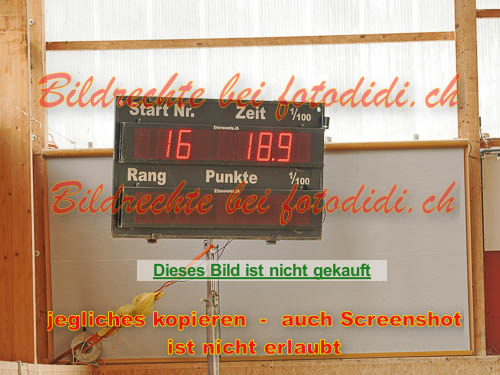 Bildrechte bei fotodidi.ch
Start Nr. Zeit 1/100
16 18.9
Rang Punkte 1/100
Bildrechte bei fotodidi.ch
Dieses Bild ist nicht gekauft
jegliches kopieren - auch Screenshot
ist nicht erlaubt